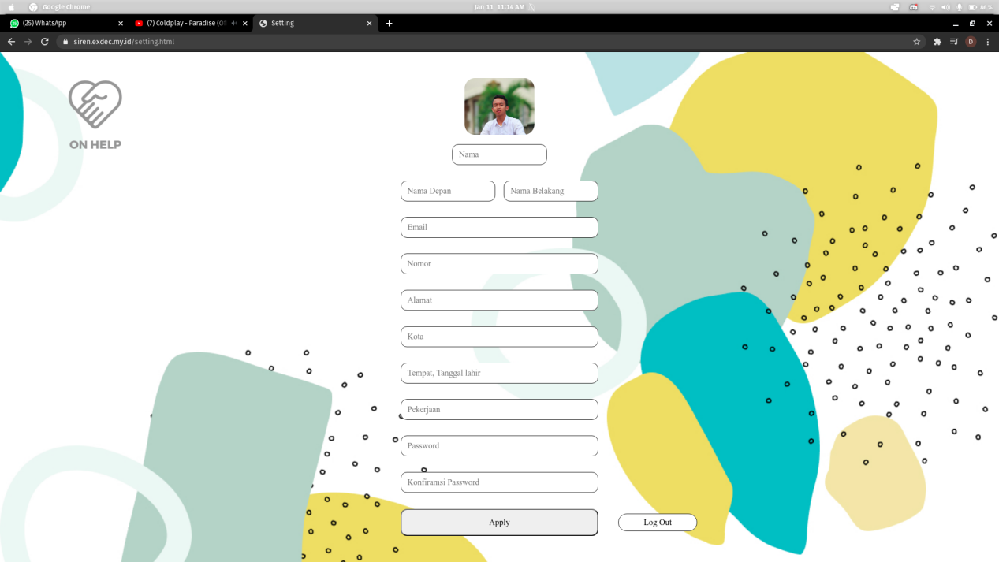 Google Chrome
Jan 11 11:14 AM
86 %
(25) WhatsApp
(7) Coldplay - Paradise (Of
Setting
siren.exdec.my.id/setting.html
D
ON HELP
Nama
Nama Depan
Nama Belakang
Email
Nomor
Alamat
Kota
Tempat, Tanggal lahir
Pekerjaan
Password
Konfiramsi Password
Apply
Log Out